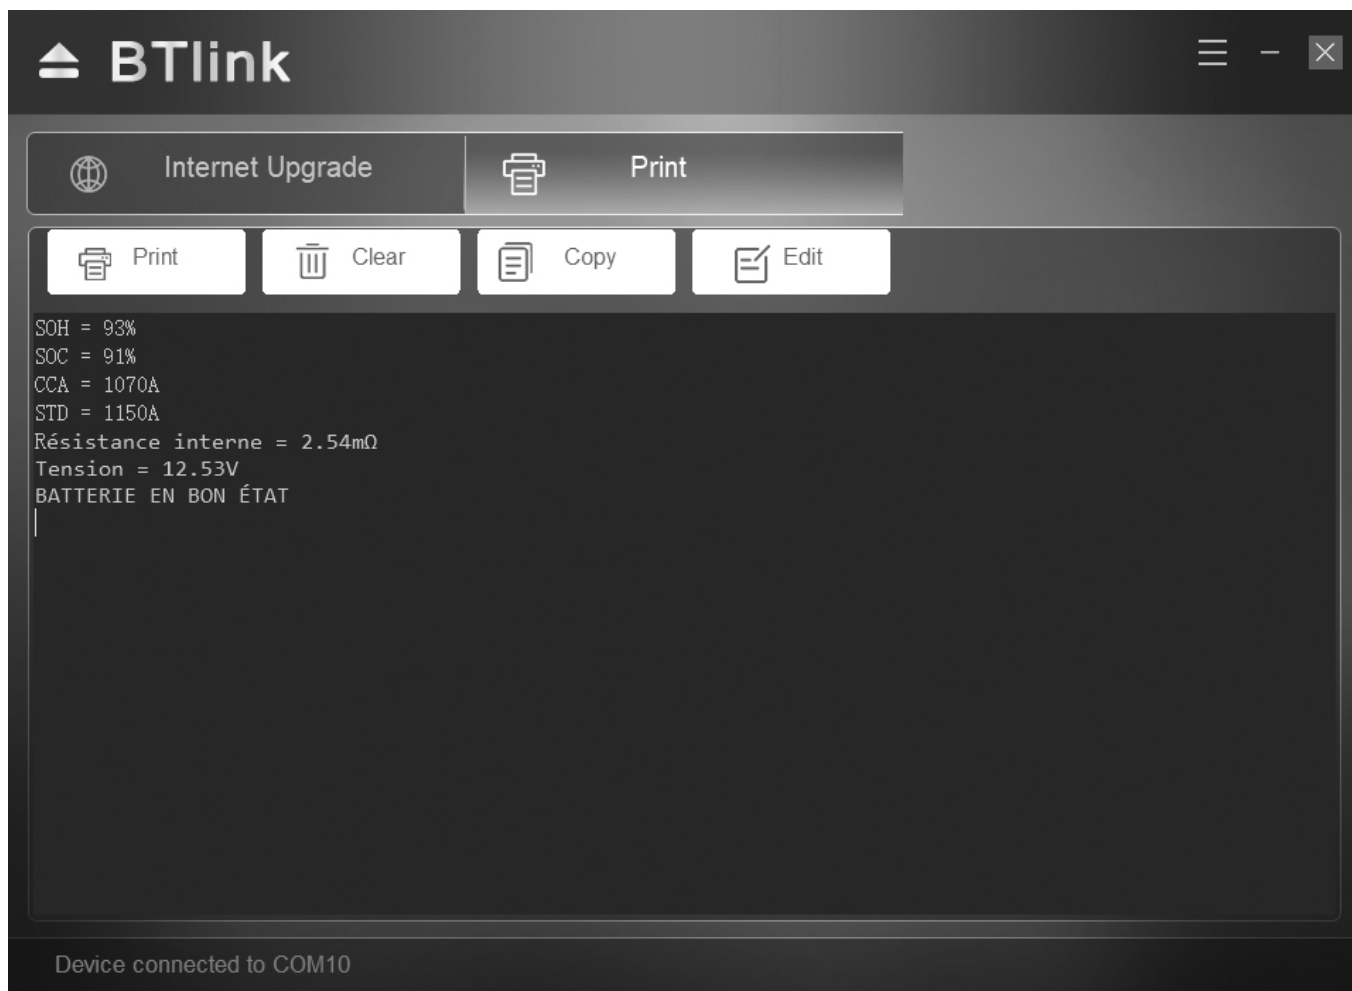 BTlink
Internet Upgrade
Print
Print
Clear
Copy
Edit
SOH = 93%
SOC = 91%
CCA = 1070A
STD = 1150A
Résistance interne = 2.54mΩ
Tension = 12.53V
BATTERIE EN BON ÉTAT
Device connected to COM10